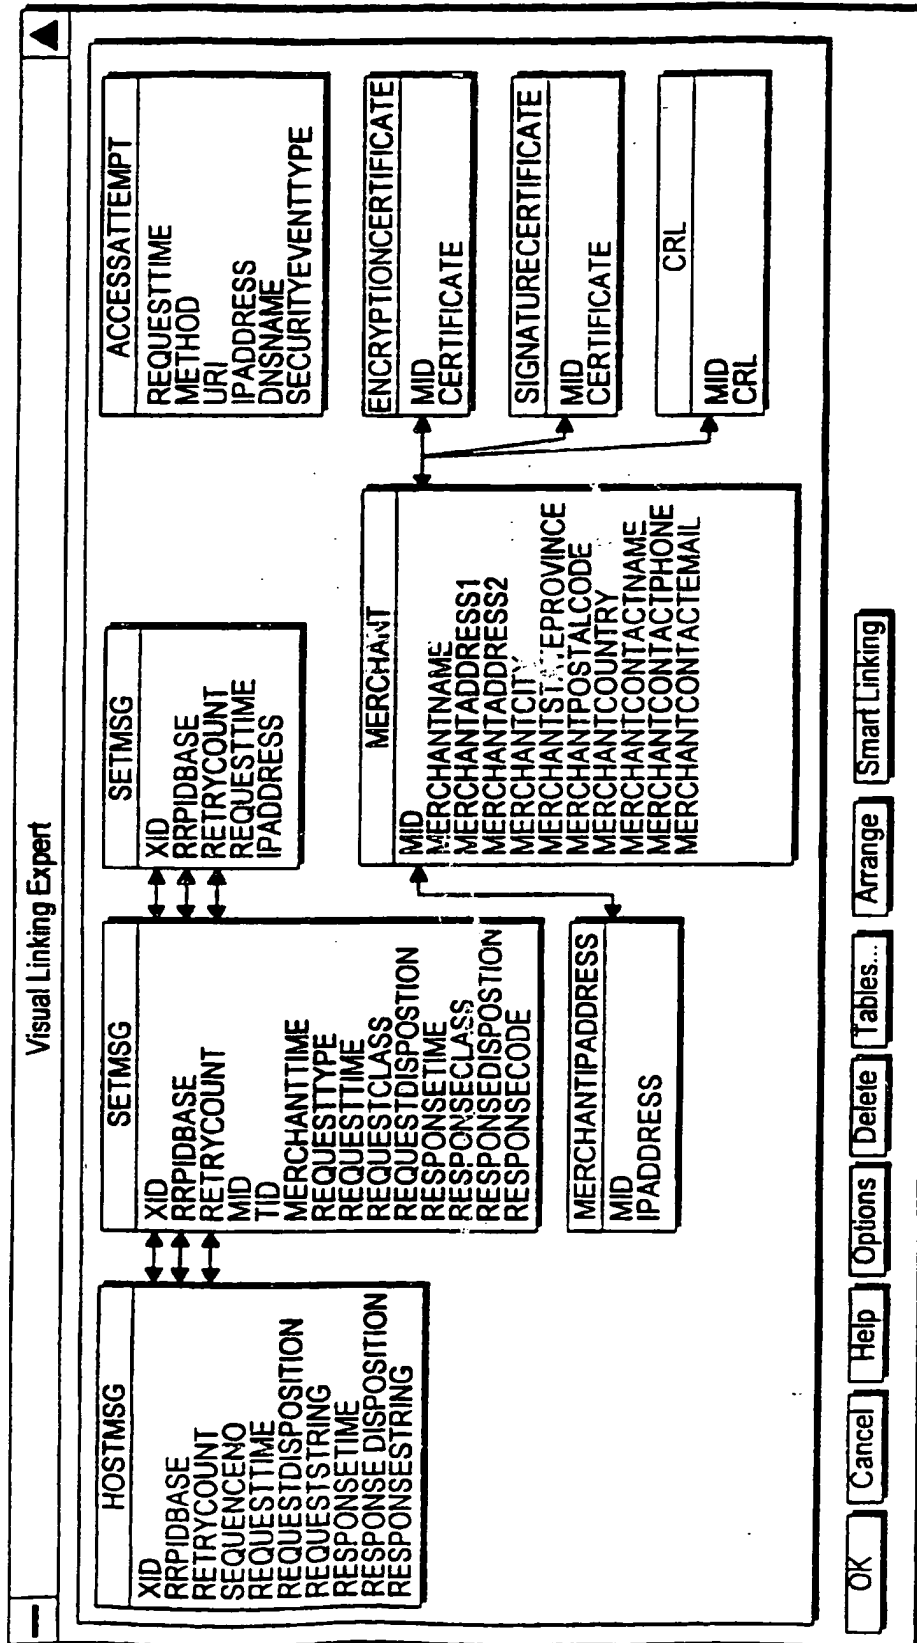 Visual Linking Expert
HOSTMSG
XID
RRPIDBASE
RETRYCOUNT
SEQUENCENO
REQUESTTIME
REQUESTDISPOSITION
REQUESTSTRING
RESPONSETIME
RESPONSE DISPOSITION
RESPONSESTRING
SETMSG
XID
RRPIDBASE
RETRYCOUNT
MID
TID
MERCHANTTIME
REQUESTTYPE
REQUESTTIME
REQUESTCLASS
REQUESTDISPOSTION
RESPONSETIME
RESPONSECLASS
RESPONSEDISPOSTION
RESPONSECODE
SETMSG
XID
RRPIDBASE
RETRYCOUNT
REQUESTTIME
IPADDRESS
ACCESSATTEMPT
REQUESTTIME
METHOD
URI
IPADDRESS
DNSNAME
SECURITYEVENTTYPE
MERCHANTIPADDRESS
MID
IPADDRESS
MERCHANT
MID
MERCHANTNAME
MERCHANTADDRESS1
MERCHANTADDRESS2
MERCHANTCITY
MERCHANTSTATEPROVINCE
MERCHANTPOSTALCODE
MERCHANTCOUNTRY
MERCHANTCONTACTNAME
MERCHANTCONTACTPHONE
MERCHANTCONTACTEMAIL
ENCRYPTIONCERTIFICATE
MID
CERTIFICATE
SIGNATURECERTIFICATE
MID
CERTIFICATE
CRL
MID
CRL
OK Cancel Help Options Delete Tables... Arrange Smart Linking